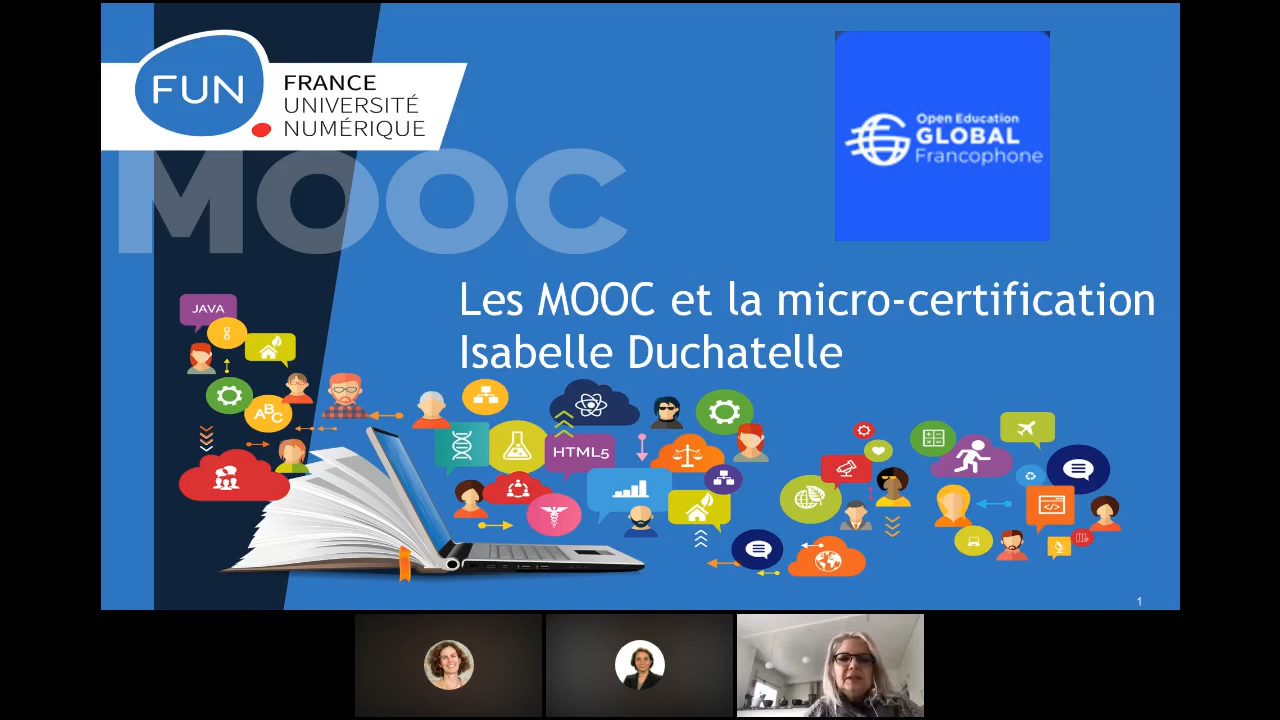 FUN
FRANCE
UNIVERSITÉ
NUMÉRIQUE
MOOC
Open Education
GLOBAL
Francophone
Les MOOC et la micro-certification
Isabelle Duchatelle
JAVA
ABC
HTML5
</>
1